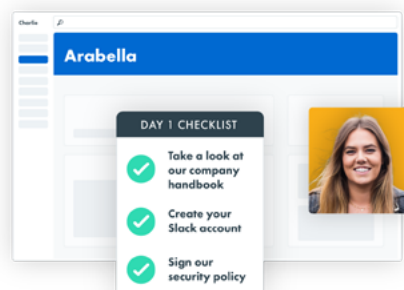 Charlie
Arabella
DAY 1 CHECKLIST
Take a look at
our company
handbook
Create your
Slack account
Sign our
security policy